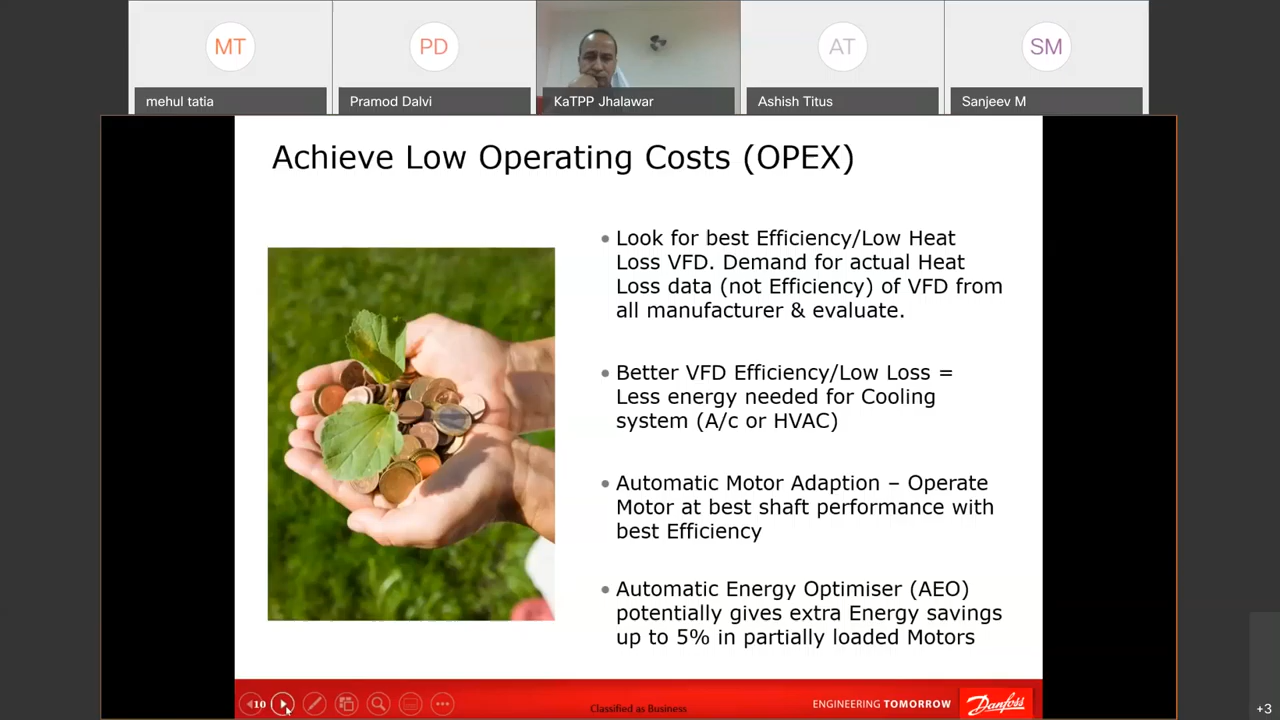 MT
PD
AT
SM
mehul tatia
Pramod Dalvi
KaTPP Jhalawar
Ashish Titus
Sanjeev M
Achieve Low Operating Costs (OPEX)
Look for best Efficiency/Low Heat
Loss VFD. Demand for actual Heat
Loss data (not Efficiency) of VFD from
all manufacturer & evaluate.
Better VFD Efficiency/Low Loss =
Less energy needed for Cooling
system (A/c or HVAC)
Automatic Motor Adaption – Operate
Motor at best shaft performance with
best Efficiency
Automatic Energy Optimiser (AEO)
potentially gives extra Energy savings
up to 5% in partially loaded Motors
10
Classified as Business
ENGINEERING TOMORROW
Danfoss
+3